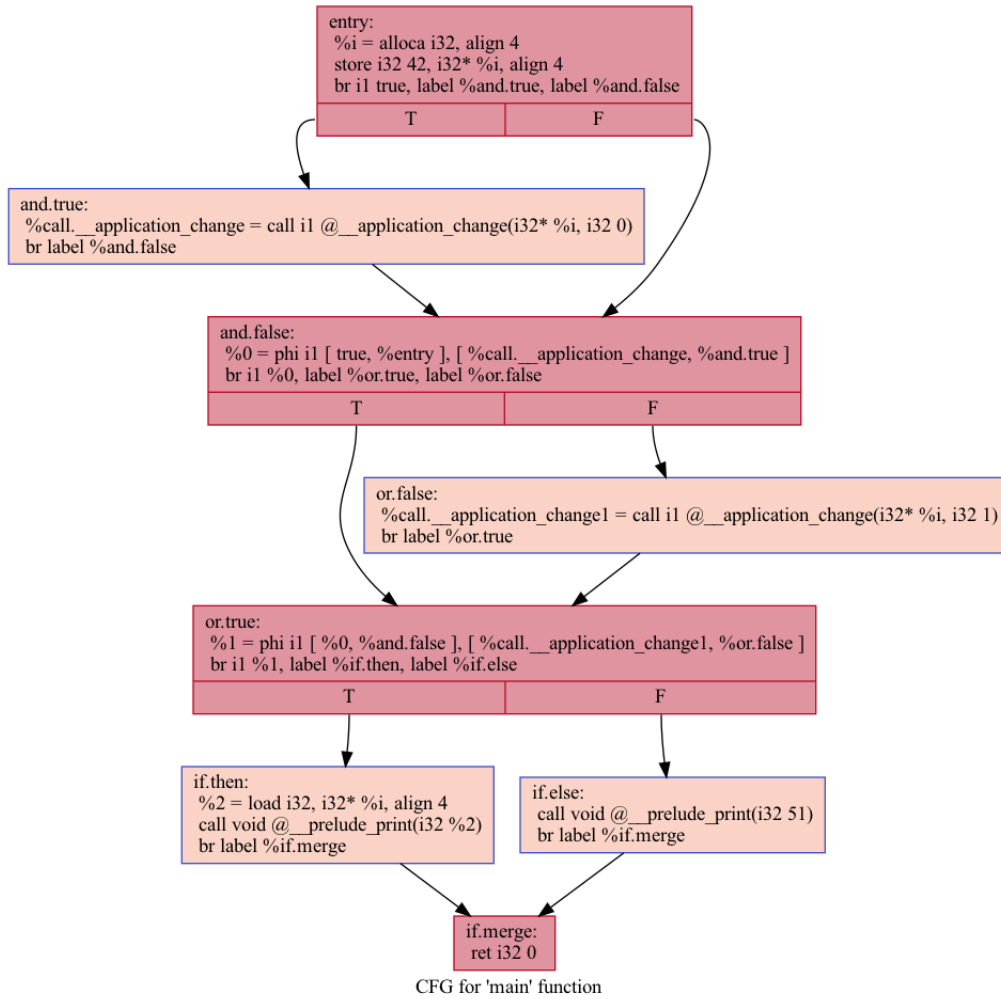 entry:
%i = alloca i32, align 4
store i32 42, i32* %i, align 4
br i1 true, label %and.true, label %and.false
T
F
and.true:
%call.__application_change = call i1 @__application_change(i32* %i, i32 0)
br label %and.false
and.false:
%0 = phi i1 [ true, %entry ], [ %call.__application_change, %and.true ]
br i1 %0, label %or.true, label %or.false
T
F
or.false:
%call.__application_change1 = call i1 @__application_change(i32* %i, i32 1)
br label %or.true
or.true:
%1 = phi i1 [ %0, %and.false ], [ %call.__application_change1, %or.false ]
br i1 %1, label %if.then, label %if.else
T
F
if.then:
%2 = load i32, i32* %i, align 4
call void @__prelude_print(i32 %2)
br label %if.merge
if.else:
call void @__prelude_print(i32 51)
br label %if.merge
if.merge:
ret i32 0
CFG for 'main' function